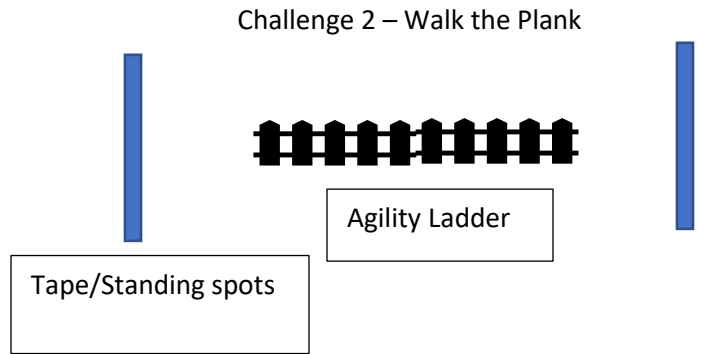 Challenge 2 – Walk the Plank
Agility Ladder
Tape/Standing spots